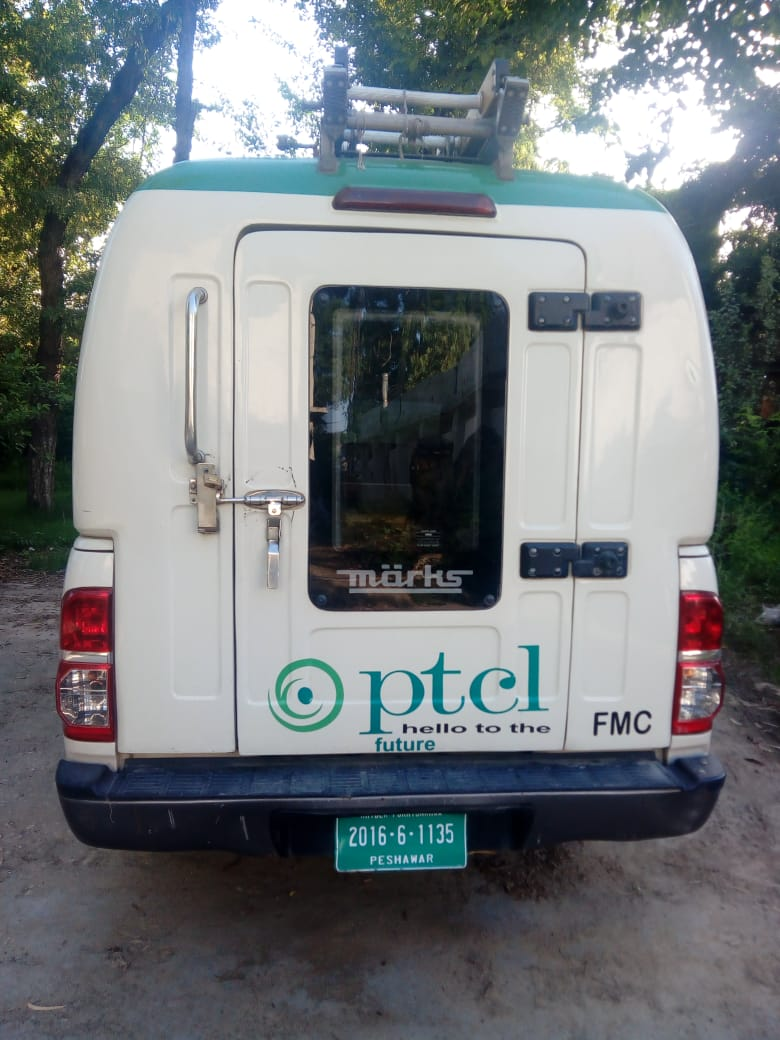 märks
ptcl
hello to the
future
FMC
2016-6-1135
PESHAWAR